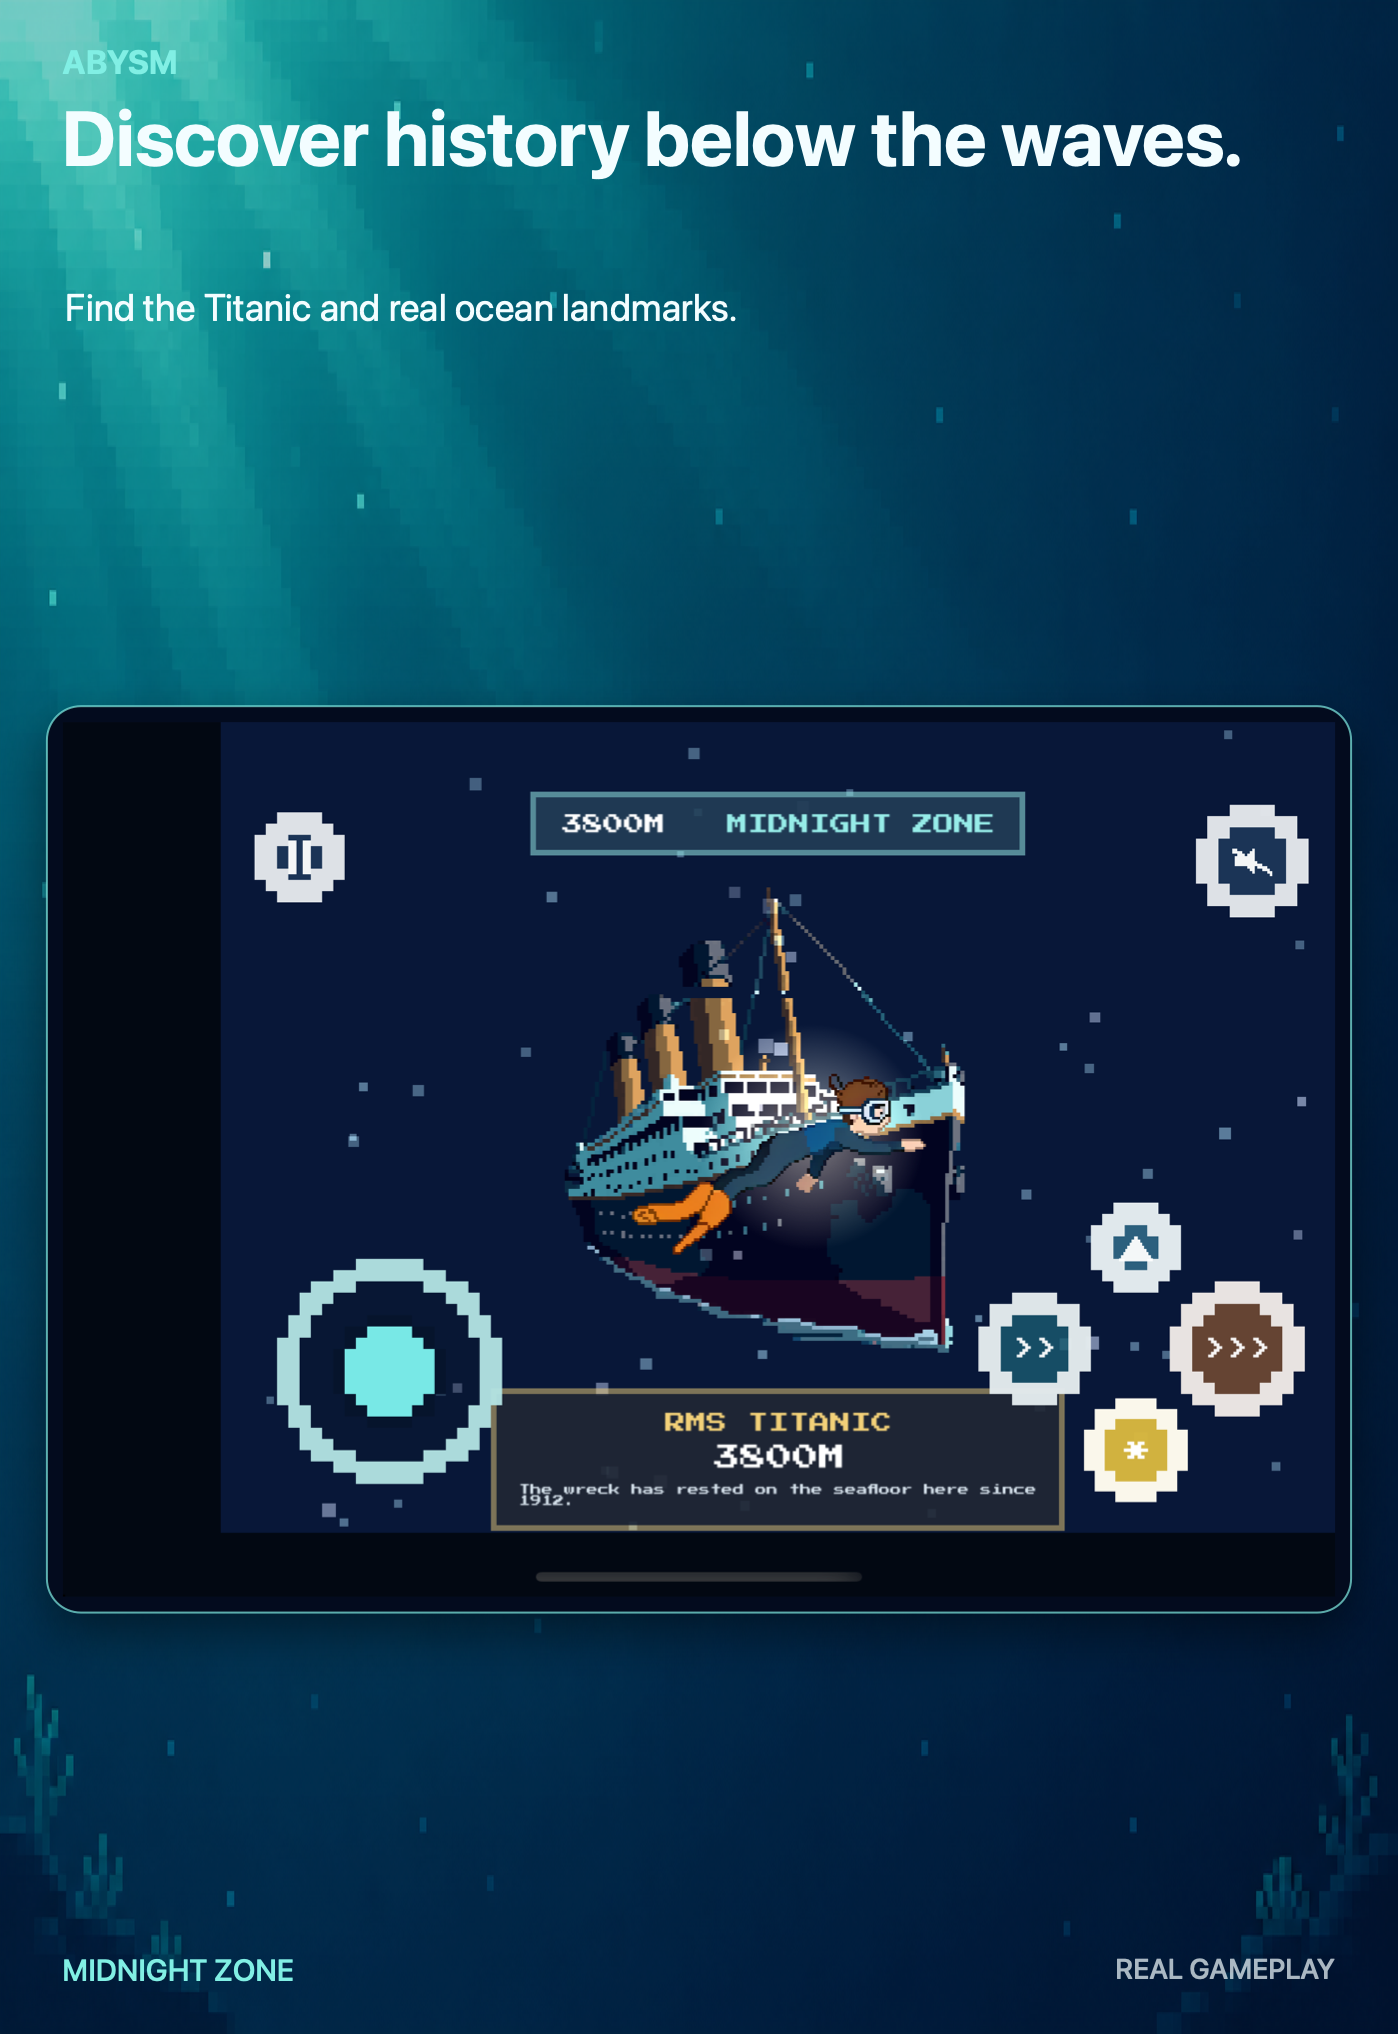 ABYSM
Discover history below the waves.
Find the Titanic and real ocean landmarks.
3800M MIDNIGHT ZONE
>>
>>>
*
RMS TITANIC
3800M
The wreck has rested on the seafloor here since
1912.
MIDNIGHT ZONE
REAL GAMEPLAY